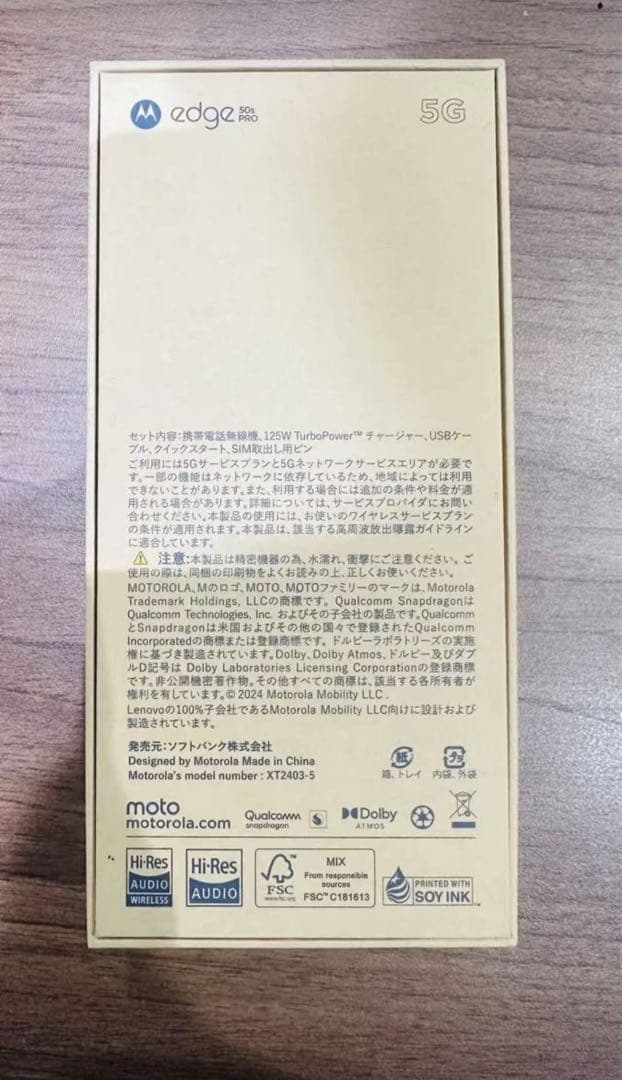 edge 50s PRO
5G
セット内容:携帯電話無線機、125W TurboPower™ チャージャー、USBケー
ブル、クイックスタート、SIM取出し用ピン
ご利用には5Gサービスプランと5Gネットワークサービスエリアが必要で
す。一部の機能はネットワークに依存しているため、地域によっては利用
できないことがあります。また、利用する場合には追加の条件や料金が適
用される場合があります。詳細については、サービスプロバイダにお問い
合わせください。本製品の使用には、お使いのワイヤレスサービスプラン
の条件が適用されます。本製品は、該当する高周波放出曝露ガイドライン
に適合しています。
注意:本製品は精密機器の為、水濡れ、衝撃にご注意ください。ご
使用の際は、同梱の印刷物をよくお読みの上、正しくお使いください。
MOTOROLA、Mのロゴ、MOTO、MOTOファミリーのマークは、Motorola
Trademark Holdings, LLCの商標です。 Qualcomm Snapdragonは
Qualcomm Technologies, Inc. およびその子会社の製品です。Qualcomm
とSnapdragonは米国およびその他の国々で登録されたQualcomm
Incorporatedの商標または登録商標です。ドルビーラボラトリーズの実施
権に基づき製造されています。Dolby、Dolby Atmos、ドルビー及びダブ
ルD記号は Dolby Laboratories Licensing Corporationの登録商標
です。非公開機密著作物。その他すべての商標は、該当する各所有者が
権利を有しています。© 2024 Motorola Mobility LLC .
Lenovoの100%子会社であるMotorola Mobility LLC向けに設計および
製造されています。
発売元:ソフトバンク株式会社
Designed by Motorola Made in China
Motorola's model number : XT2403-5
紙
箱、トレイ
プラ
内袋、外袋
moto
motorola.com
Qualcomm
snapdragon
Dolby
ATMOS
Hi-Res
AUDIO
WIRELESS
Hi-Res
AUDIO
FSC
www.fsc.org
MIX
From responsible
sources
FSC™ C181613
PRINTED WITH
SOY INK